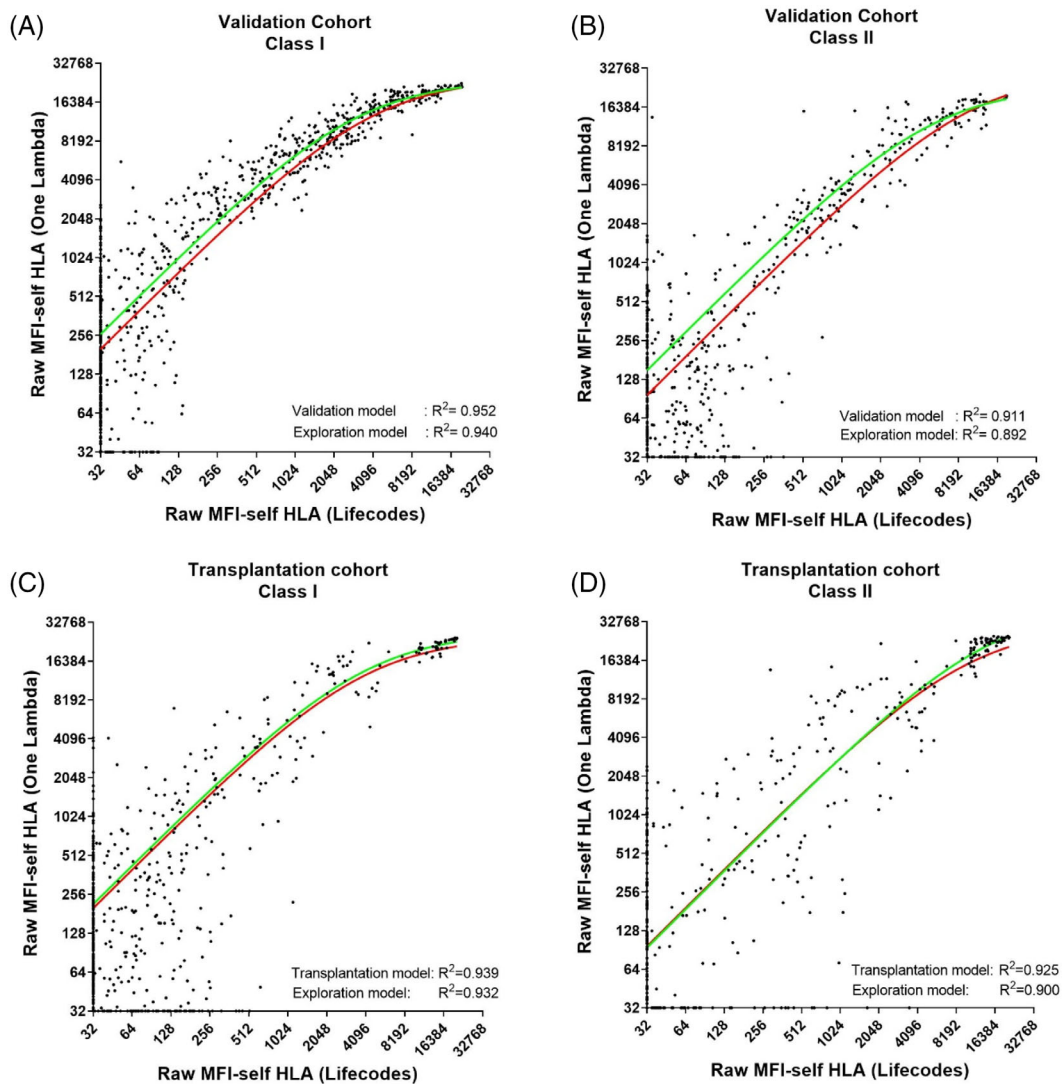 (A)
Validation Cohort
Class I
Raw MFI-self HLA (One Lambda)
32768
16384
8192
4096
2048
1024
512
256
128
64
32
Validation model : R²= 0.952
Exploration model : R²= 0.940
32 64 128 256 512 1024 2048 4096 8192 16384 32768
Raw MFI-self HLA (Lifecodes)
(B)
Validation Cohort
Class II
Raw MFI-self HLA (One Lambda)
32768
16384
8192
4096
2048
1024
512
256
128
64
32
Validation model : R²= 0.911
Exploration model: R²= 0.892
32 64 128 256 512 1024 2048 4096 8192 16384 32768
Raw MFI-self HLA (Lifecodes)
(C)
Transplantation cohort
Class I
Raw MFI-self HLA (One Lambda)
32768
16384
8192
4096
2048
1024
512
256
128
64
32
Transplantation model: R²=0.939
Exploration model: R²=0.932
32 64 128 256 512 1024 2048 4096 8192 16384 32768
Raw MFI-self HLA (Lifecodes)
(D)
Transplantation cohort
Class II
Raw MFI-self HLA (One Lambda)
32768
16384
8192
4096
2048
1024
512
256
128
64
32
Transplantation model: R²=0.925
Exploration model: R²=0.900
32 64 128 256 512 1024 2048 4096 8192 16384 32768
Raw MFI-self HLA (Lifecodes)